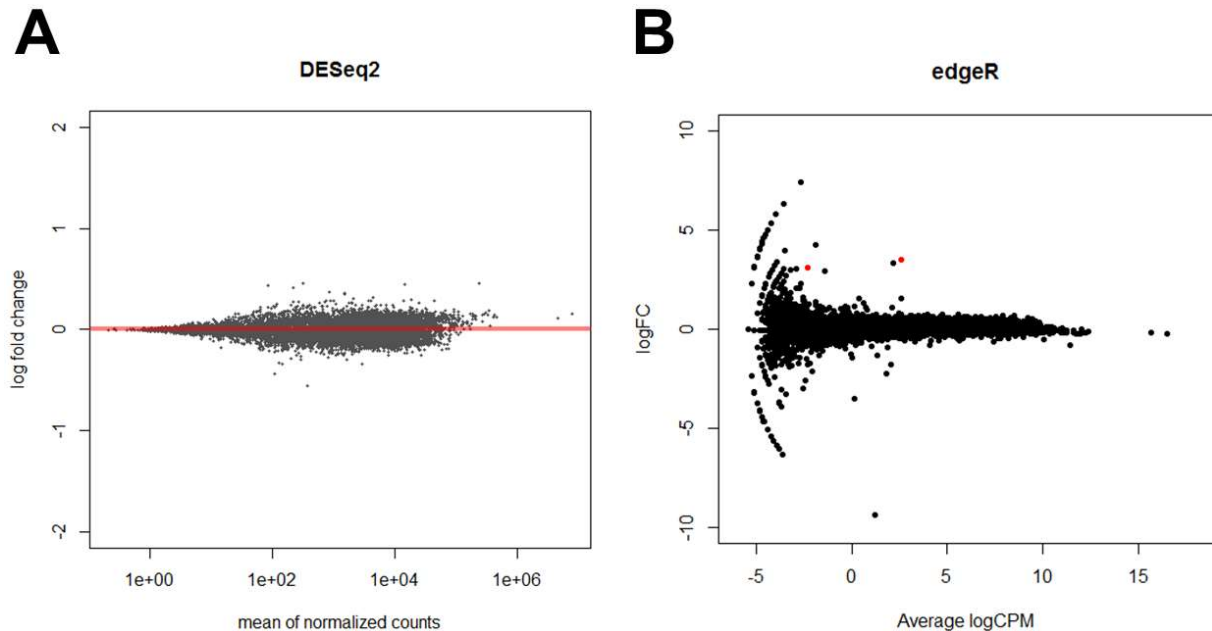 A
DESeq2
log fold change
2
1
0
-1
-2
1e+00 1e+02 1e+04 1e+06
mean of normalized counts
B
edgeR
logFC
10
5
0
-5
-10
-5 0 5 10 15
Average logCPM